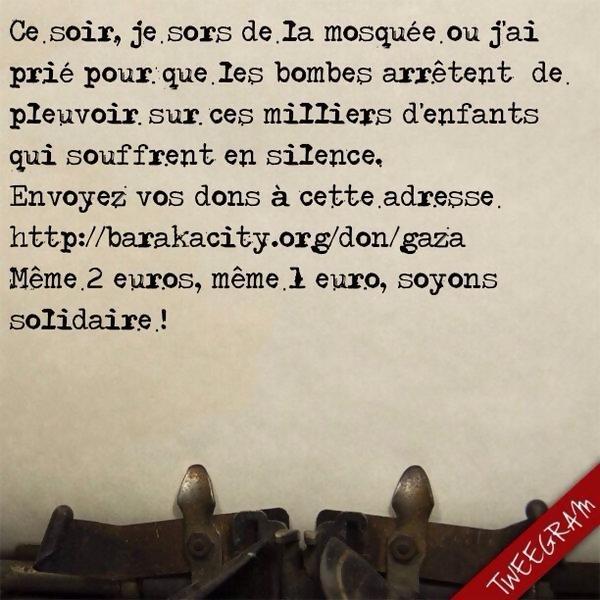 Ce soir, je sors de la mosquée ou j'ai
prié pour que les bombes arrêtent de
pleuvoir sur ces milliers d'enfants
qui souffrent en silence.
Envoyez vos dons à cette adresse
http://barakacity.org/don/gaza
Même 2 euros, même 1 euro, soyons
solidaire !
TWEEGRAM